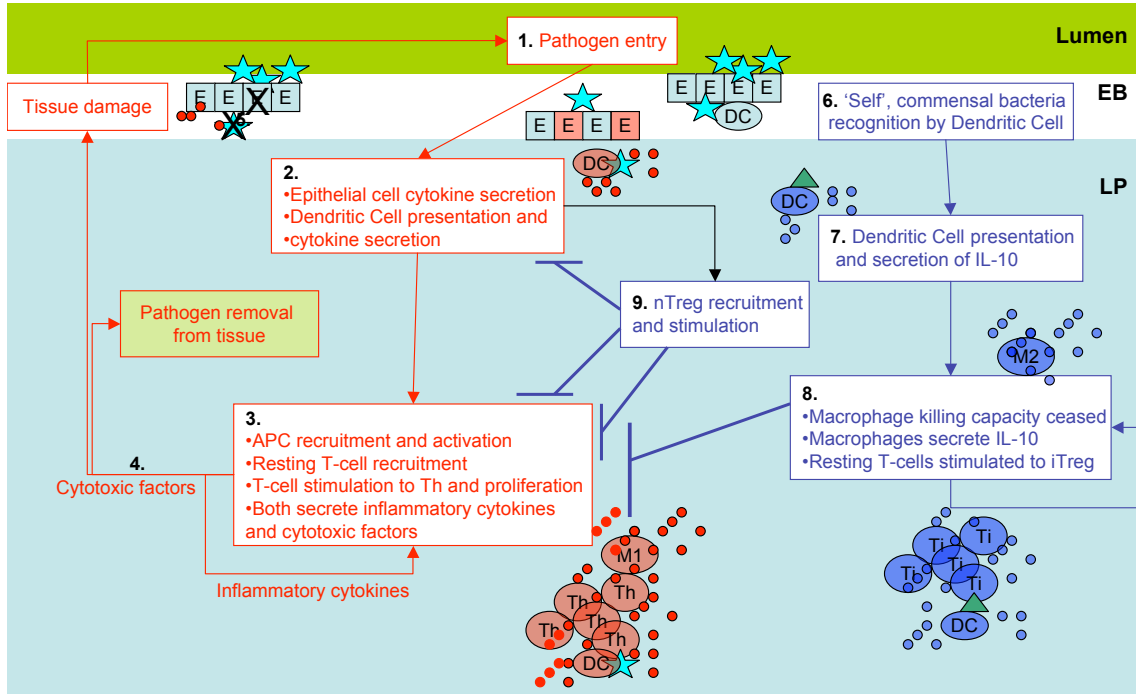 1. Pathogen entry
Lumen
Tissue damage
E E E E
X
X
E E E E
DC
EB
6. ‘Self’, commensal bacteria
recognition by Dendritic Cell
E E E E
DC
2.
•Epithelial cell cytokine secretion
•Dendritic Cell presentation and
•cytokine secretion
LP
DC
7. Dendritic Cell presentation
and secretion of IL-10
9. nTreg recruitment
and stimulation
Pathogen removal
from tissue
M2
3.
•APC recruitment and activation
•Resting T-cell recruitment
•T-cell stimulation to Th and proliferation
•Both secrete inflammatory cytokines
and cytotoxic factors
8.
•Macrophage killing capacity ceased
•Macrophages secrete IL-10
•Resting T-cells stimulated to iTreg
4.
Cytotoxic factors
Inflammatory cytokines
M1
Th
Th
Th
Th
Th
DC
Ti
Ti
Ti
Ti
Ti
DC